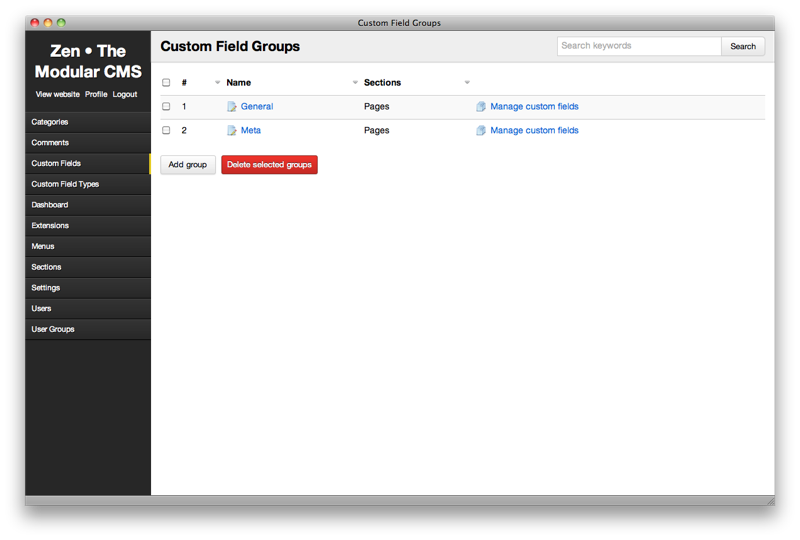 Custom Field Groups
Zen • The
Modular CMS
View website Profile Logout
Categories
Comments
Custom Fields
Custom Field Types
Dashboard
Extensions
Menus
Sections
Settings
Users
User Groups
Custom Field Groups
Search keywords Search
# Name Sections
1 General Pages Manage custom fields
2 Meta Pages Manage custom fields
Add group Delete selected groups